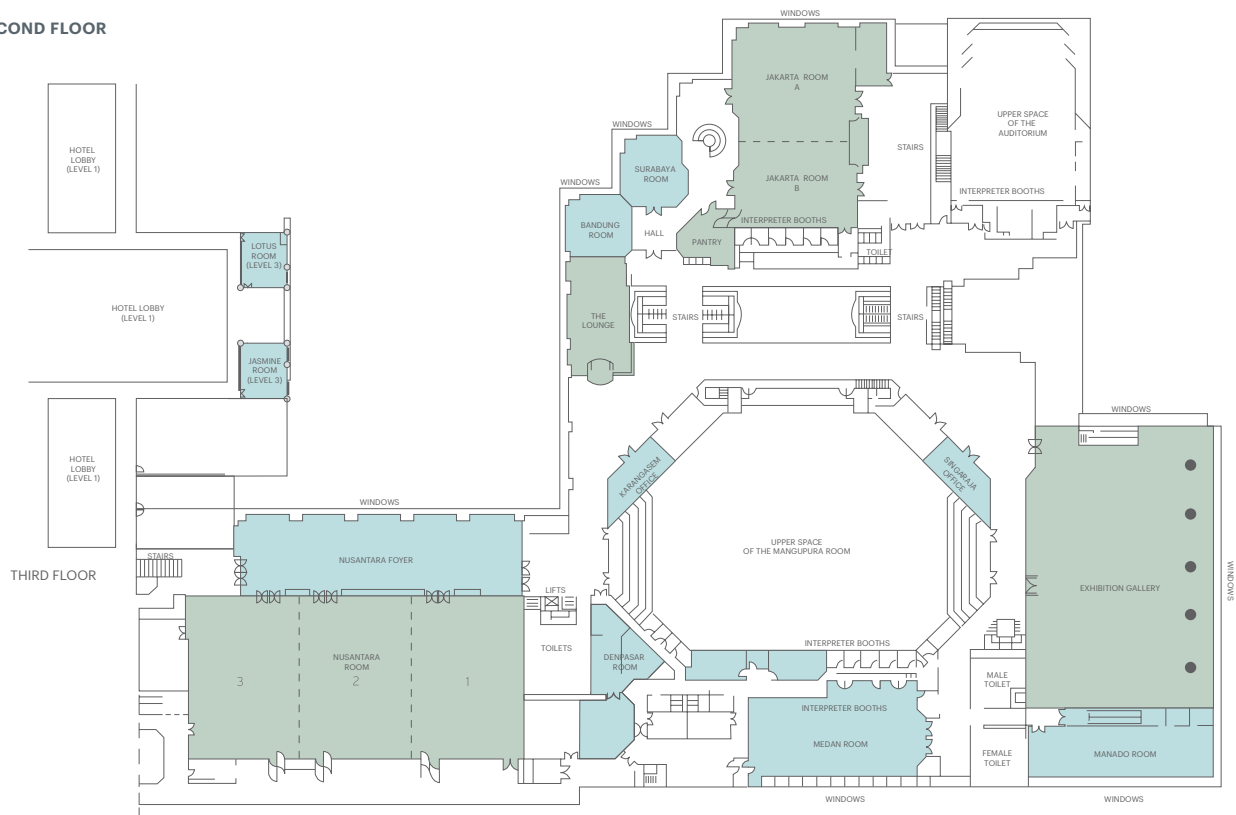 COND FLOOR
WINDOWS
JAKARTA ROOM
A
HOTEL
LOBBY
(LEVEL 1)
WINDOWS
UPPER SPACE
OF THE
AUDITORIUM
STAIRS
SURABAYA
ROOM
JAKARTA ROOM
B
WINDOWS
INTERPRETER BOOTHS
INTERPRETER BOOTHS
BANDUNG
ROOM
HALL
PANTRY
TOILET
LOTUS
ROOM
(LEVEL 3)
HOTEL LOBBY
(LEVEL 1)
THE
LOUNGE
STAIRS
STAIRS
JASMINE
ROOM
(LEVEL 3)
WINDOWS
HOTEL
LOBBY
(LEVEL 1)
KARANGASEM
OFFICE
SINGARAJA
OFFICE
WINDOWS
UPPER SPACE
OF THE MANGUPURA ROOM
STAIRS
NUSANTARA FOYER
THIRD FLOOR
WINDOWS
EXHIBITION GALLERY
LIFTS
INTERPRETER BOOTHS
TOILETS
NUSANTARA
ROOM
3
2
1
DENPASAR
ROOM
MALE
TOILET
INTERPRETER BOOTHS
MEDAN ROOM
FEMALE
TOILET
MANADO ROOM
WINDOWS
WINDOWS